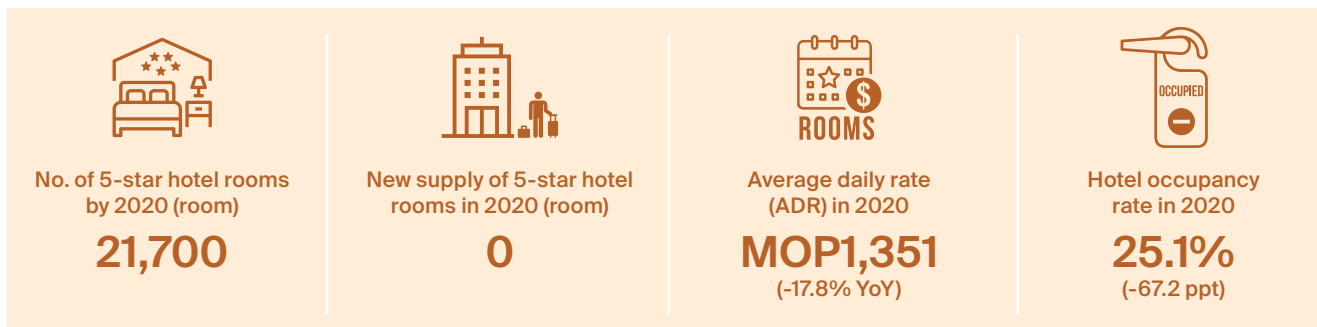 ROOMS
OCCUPIED
No. of 5-star hotel rooms
by 2020 (room)
21,700
New supply of 5-star hotel
rooms in 2020 (room)
0
Average daily rate
(ADR) in 2020
MOP1,351
(-17.8% YoY)
Hotel occupancy
rate in 2020
25.1%
(-67.2 ppt)